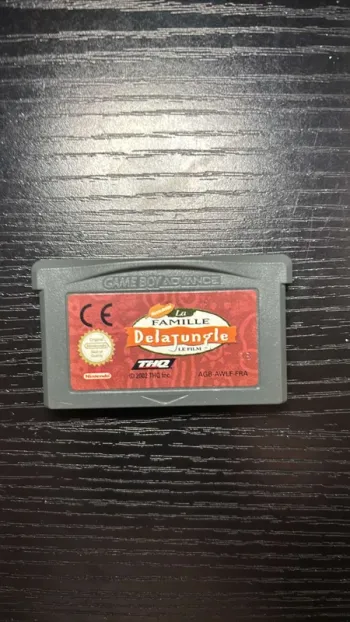 GAME BOY ADVANCE
CE
La
FAMILLE
Delajungle
LE FILM
THQ
© 2002 THQ Inc.
AGB-AWLF-FRA
Nintendo